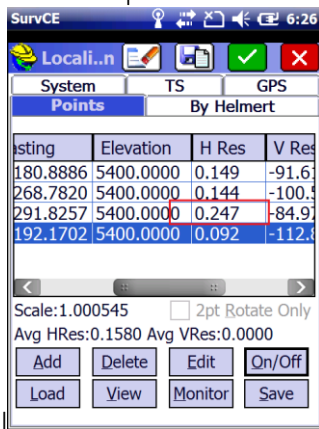 SurvCE 6:26
Locali..n
System TS GPS
Points By Helmert
asting Elevation H Res V Res
180.8886 5400.0000 0.149 -91.61
268.7820 5400.0000 0.144 -100.5
291.8257 5400.0000 0.247 -84.97
192.1702 5400.0000 0.092 -112.8
Scale:1.000545 2pt Rotate Only
Avg HRes:0.1580 Avg VRes:0.0000
Add Delete Edit On/Off
Load View Monitor Save